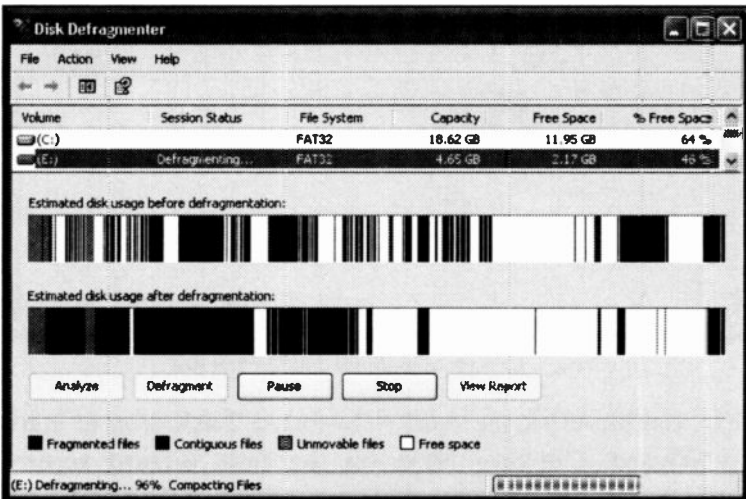 Disk Defragmenter
File Action View Help
Volume Session Status File System Capacity Free Space % Free Space
(C:) FAT32 18.62 GB 11.95 GB 64 %
(E:) Defragmenting... FAT32 4.65 GB 2.17 GB 46 %
Estimated disk usage before defragmentation:
Estimated disk usage after defragmentation:
Analyze Defragment Pause Stop View Report
Fragmented files Contiguous files Unmovable files Free space
(E:) Defragmenting... 96% Compacting Files